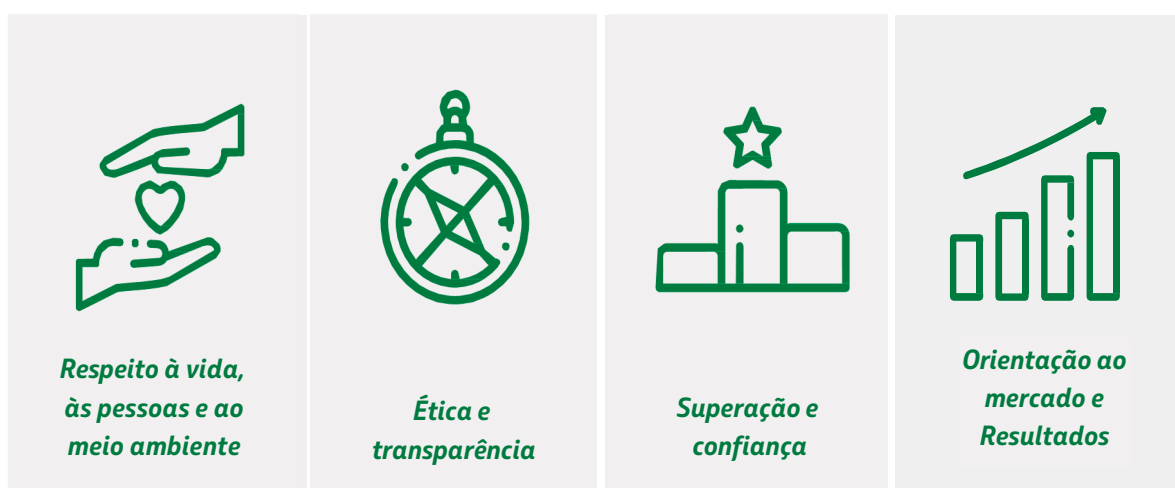 Respeito à vida,
às pessoas e ao
meio ambiente
Ética e
transparência
Superação e
confiança
Orientação ao
mercado e
Resultados